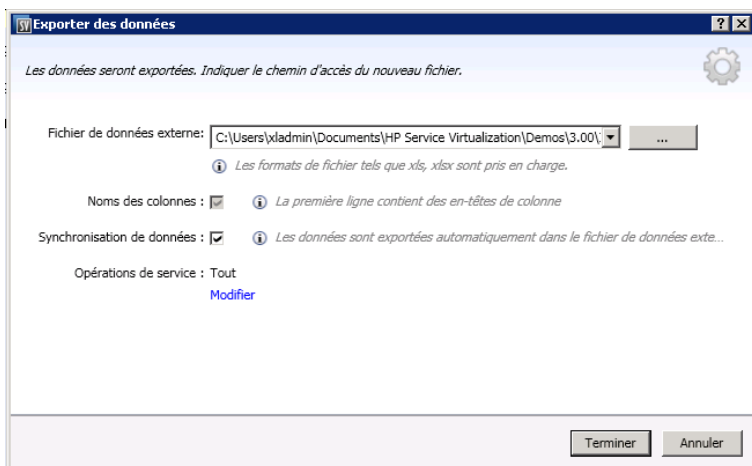 SV Exporter des données ? X
Les données seront exportées. Indiquer le chemin d'accès du nouveau fichier.
Fichier de données externe: C:\Users\xladmin\Documents\HP Service Virtualization\Demos\3.00\ ...
Les formats de fichier tels que xls, xlsx sont pris en charge.
Noms des colonnes : La première ligne contient des en-têtes de colonne
Synchronisation de données : Les données sont exportées automatiquement dans le fichier de données exte...
Opérations de service : Tout
Modifier
Terminer Annuler